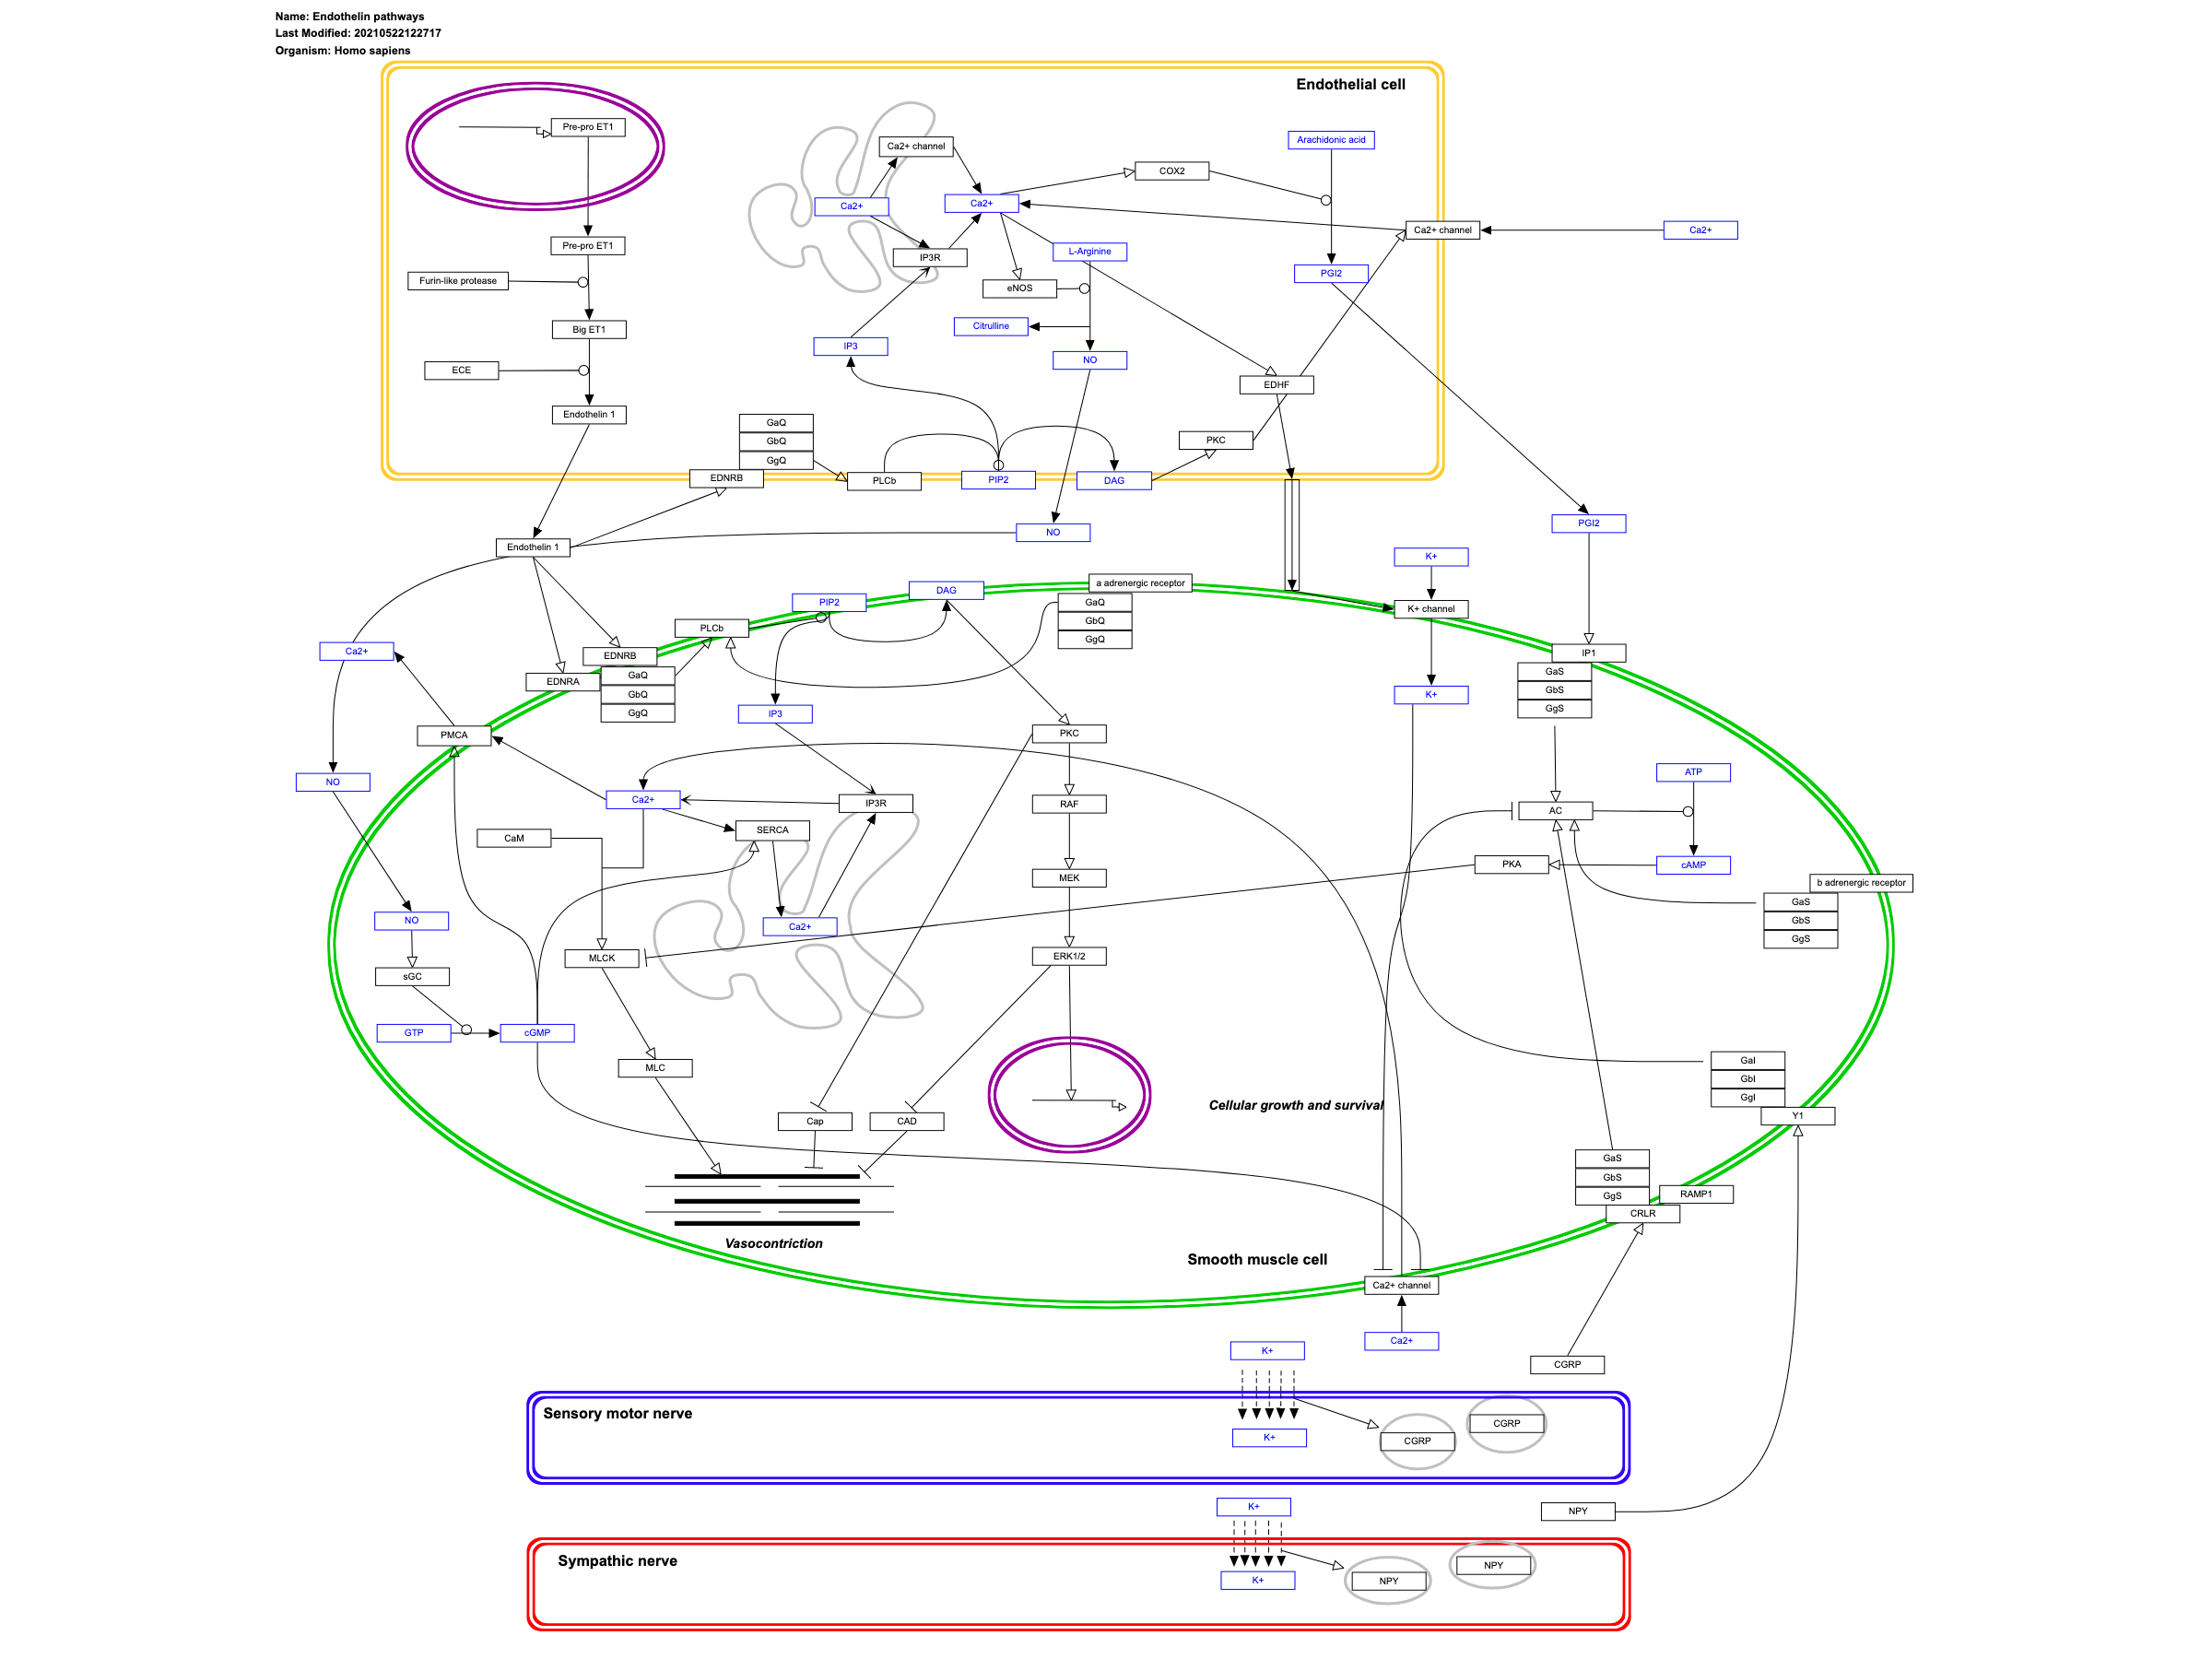 Name: Endothelin pathways
Last Modified: 20210522122717
Organism: Homo sapiens
Endothelial cell
Pre-pro ET1
Arachidonic acid
Ca2+ channel
COX2
Ca2+
Ca2+
Ca2+ channel
Ca2+
Pre-pro ET1
L-Arginine
IP3R
PGI2
Furin-like protease
eNOS
Big ET1
Citrulline
IP3
NO
ECE
EDHF
Endothelin 1
GaQ
GbQ
GgQ
PKC
EDNRB
PLCb
PIP2
DAG
PGI2
NO
Endothelin 1
K+
a adrenergic receptor
DAG
PIP2
GaQ
GbQ
GgQ
K+ channel
PLCb
Ca2+
EDNRB
IP1
EDNRA
GaQ
GbQ
GgQ
GaS
GbS
GgS
K+
IP3
PMCA
PKC
NO
ATP
Ca2+
IP3R
RAF
AC
SERCA
CaM
PKA
cAMP
MEK
b adrenergic receptor
GaS
GbS
GgS
NO
Ca2+
MLCK
ERK1/2
sGC
GTP
cGMP
MLC
GaI
GbI
GgI
Y1
Cellular growth and survival
Cap
CAD
GaS
GbS
GgS
RAMP1
CRLR
Vasocontriction
Smooth muscle cell
Ca2+ channel
Ca2+
K+
CGRP
Sensory motor nerve
CGRP
K+
CGRP
K+
NPY
Sympathic nerve
NPY
K+
NPY